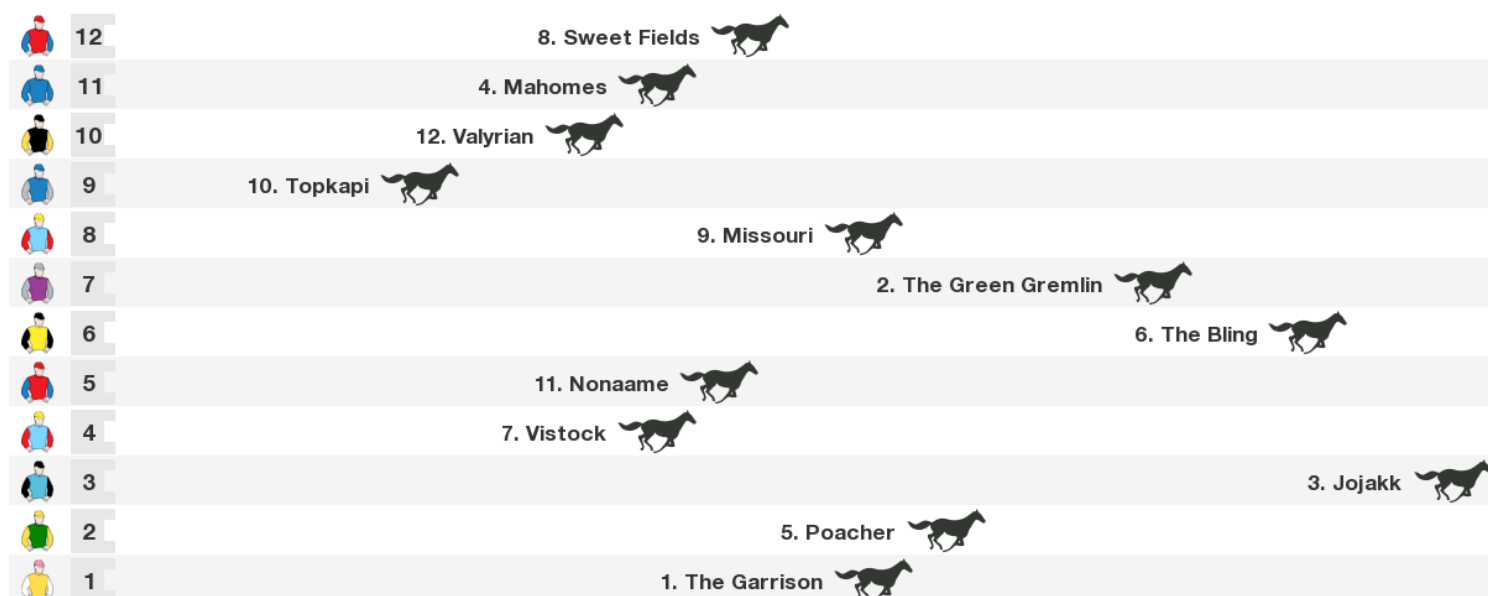 12 8. Sweet Fields
11 4. Mahomes
10 12. Valyrian
9 10. Topkapi
8 9. Missouri
7 2. The Green Gremlin
6 6. The Bling
5 11. Nonaame
4 7. Vistock
3 3. Jojakk
2 5. Poacher
1 1. The Garrison